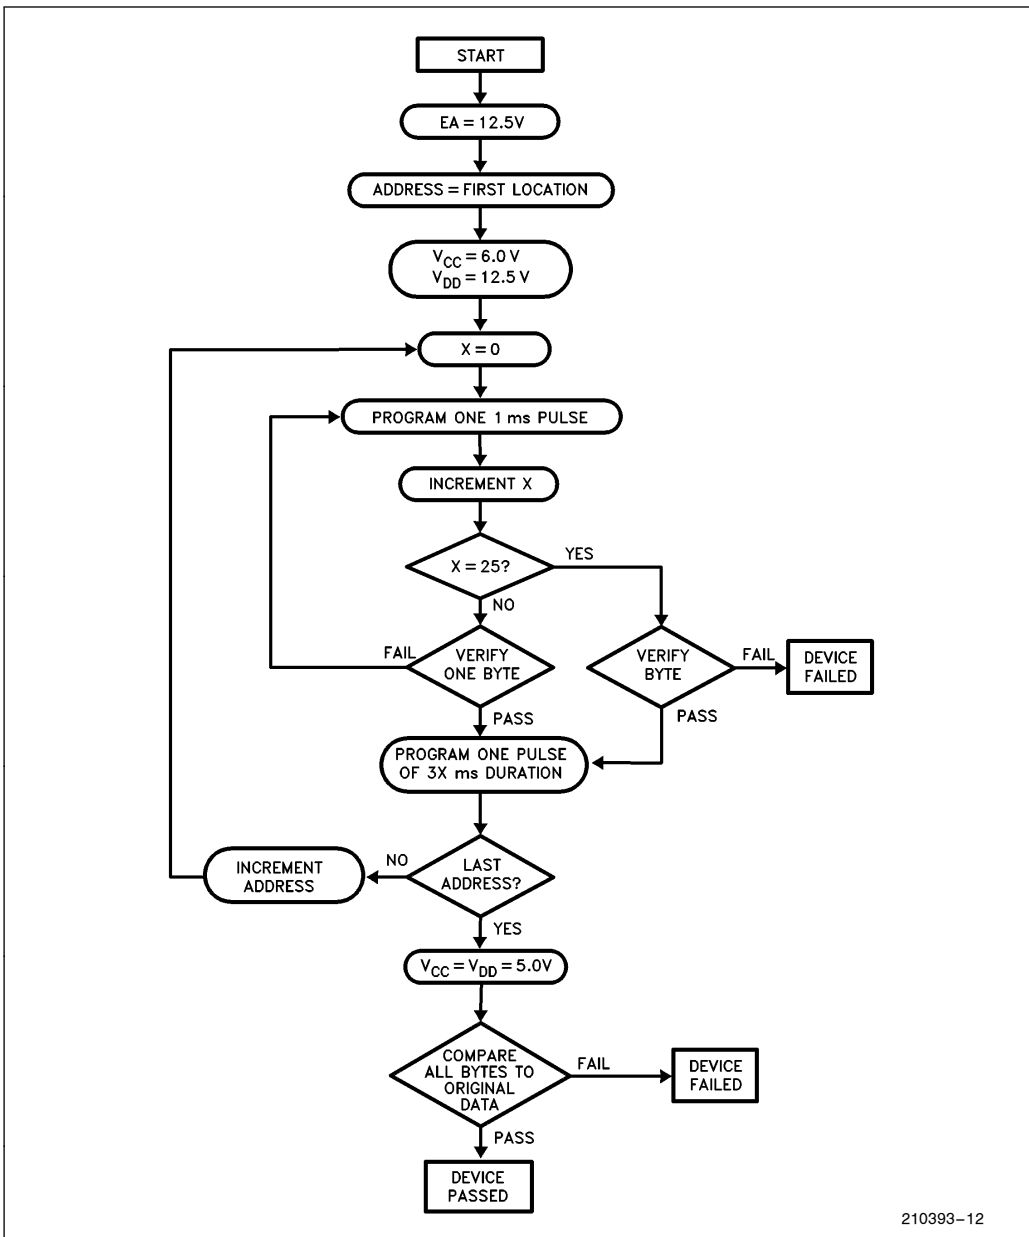 START
EA = 12.5V
ADDRESS = FIRST LOCATION
VCC = 6.0 V
VDD = 12.5 V
X = 0
PROGRAM ONE 1 ms PULSE
INCREMENT X
X = 25?
YES
NO
FAIL
VERIFY
ONE BYTE
VERIFY
BYTE
FAIL
DEVICE
FAILED
PASS
PASS
PROGRAM ONE PULSE
OF 3X ms DURATION
INCREMENT
ADDRESS
NO
LAST
ADDRESS?
YES
VCC = VDD = 5.0V
COMPARE
ALL BYTES TO
ORIGINAL
DATA
FAIL
DEVICE
FAILED
PASS
DEVICE
PASSED
210393–12